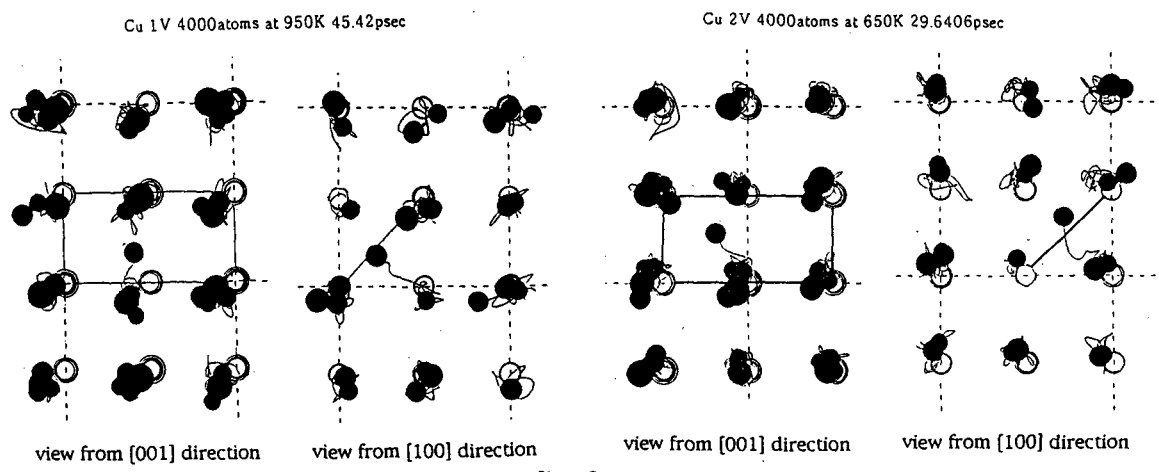 Cu 1V 4000atoms at 950K 45.42psec
Cu 2V 4000atoms at 650K 29.6406psec
view from [001] direction
view from [100] direction
view from [001] direction
view from [100] direction